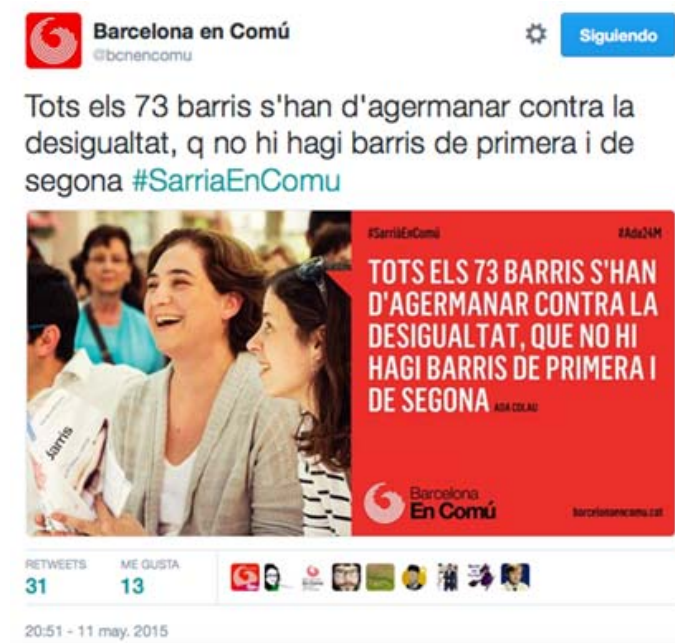 Barcelona en Comú
@bcnencomu
Siguiendo
Tots els 73 barris s'han d'agermanar contra la
desigualtat, q no hi hagi barris de primera i de
segona #SarriaEnComu
#SarriàEnComú
#Ada24M
TOTS ELS 73 BARRIS S'HAN
D'AGERMANAR CONTRA LA
DESIGUALTAT, QUE NO HI
HAGI BARRIS DE PRIMERA I
DE SEGONA ADA COLAU
barris
Barcelona
En Comú
barcelonaencomu.cat
RETWEETS
ME GUSTA
31
13
20:51 - 11 may. 2015